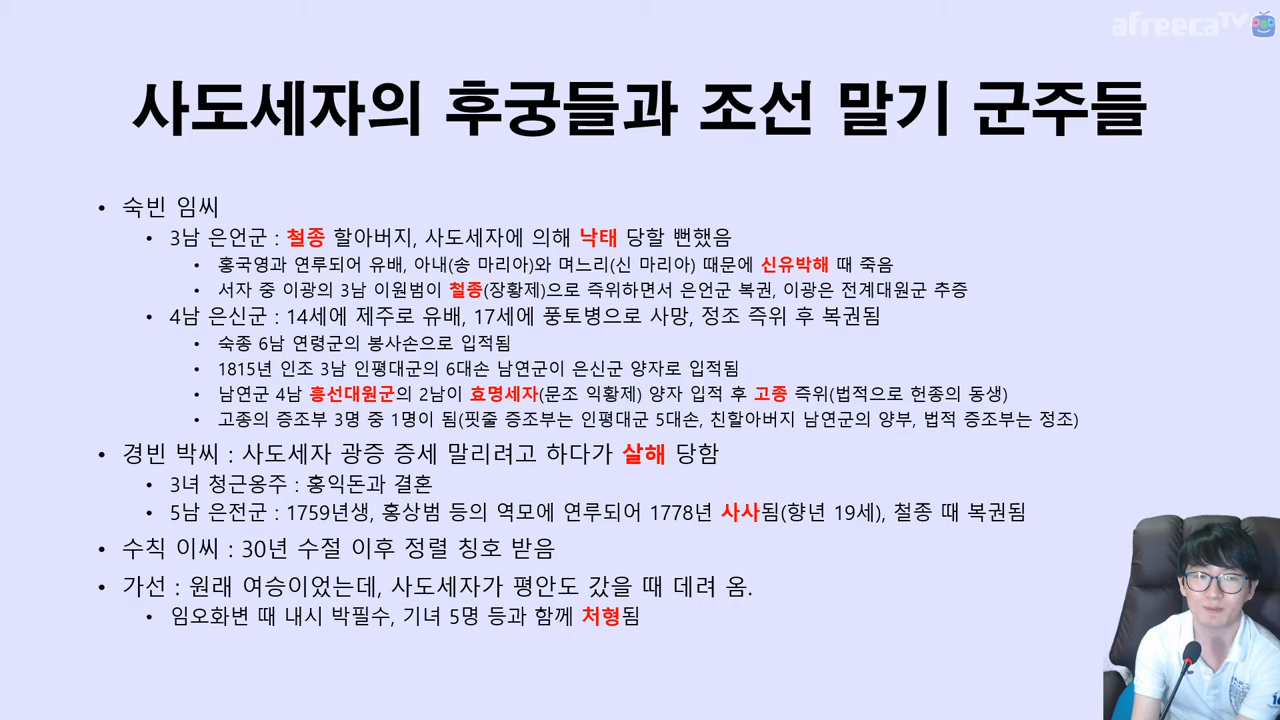 afreecaTV
사도세자의 후궁들과 조선 말기 군주들
• 숙빈 임씨
• 3남 은언군 : 철종 할아버지, 사도세자에 의해 낙태 당할 뻔했음
• 홍국영과 연루되어 유배, 아내(송 마리아)와 며느리(신 마리아) 때문에 신유박해 때 죽음
• 서자 중 이광의 3남 이원범이 철종(장황제)으로 즉위하면서 은언군 복권, 이광은 전계대원군 추증
• 4남 은신군 : 14세에 제주로 유배, 17세에 풍토병으로 사망, 정조 즉위 후 복권됨
• 숙종 6남 연령군의 봉사손으로 입적됨
• 1815년 인조 3남 인평대군의 6대손 남연군이 은신군 양자로 입적됨
• 남연군 4남 흥선대원군의 2남이 효명세자(문조 익황제) 양자 입적 후 고종 즉위(법적으로 헌종의 동생)
• 고종의 증조부 3명 중 1명이 됨(핏줄 증조부는 인평대군 5대손, 친할아버지 남연군의 양부, 법적 증조부는 정조)
• 경빈 박씨 : 사도세자 광증 증세 말리려고 하다가 살해 당함
• 3녀 청근옹주 : 홍익돈과 결혼
• 5남 은전군 : 1759년생, 홍상범 등의 역모에 연루되어 1778년 사사됨(향년 19세), 철종 때 복권됨
• 수칙 이씨 : 30년 수절 이후 정렬 칭호 받음
• 가선 : 원래 여승이었는데, 사도세자가 평안도 갔을 때 데려 옴.
• 임오화변 때 내시 박필수, 기녀 5명 등과 함께 처형됨